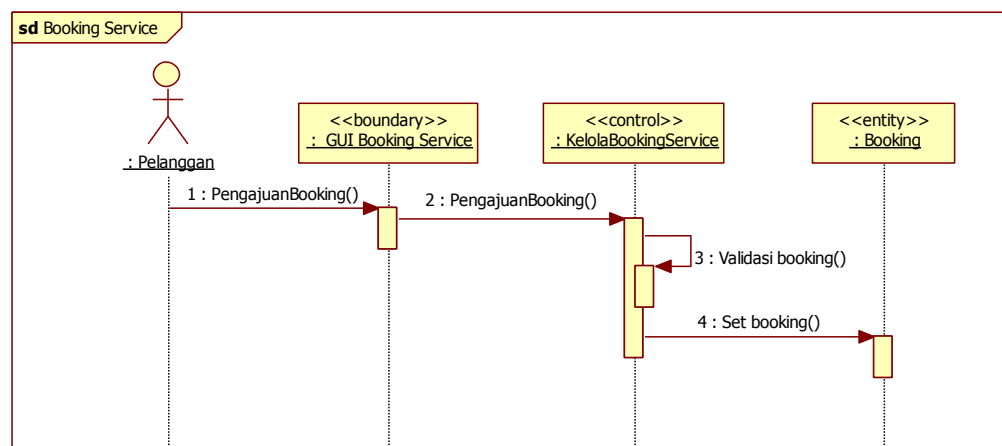 sd Booking Service
: Pelanggan
<<boundary>>
: GUI Booking Service
<<control>>
: KelolaBookingService
<<entity>>
: Booking
1 : PengajuanBooking()
2 : PengajuanBooking()
3 : Validasi booking()
4 : Set booking()